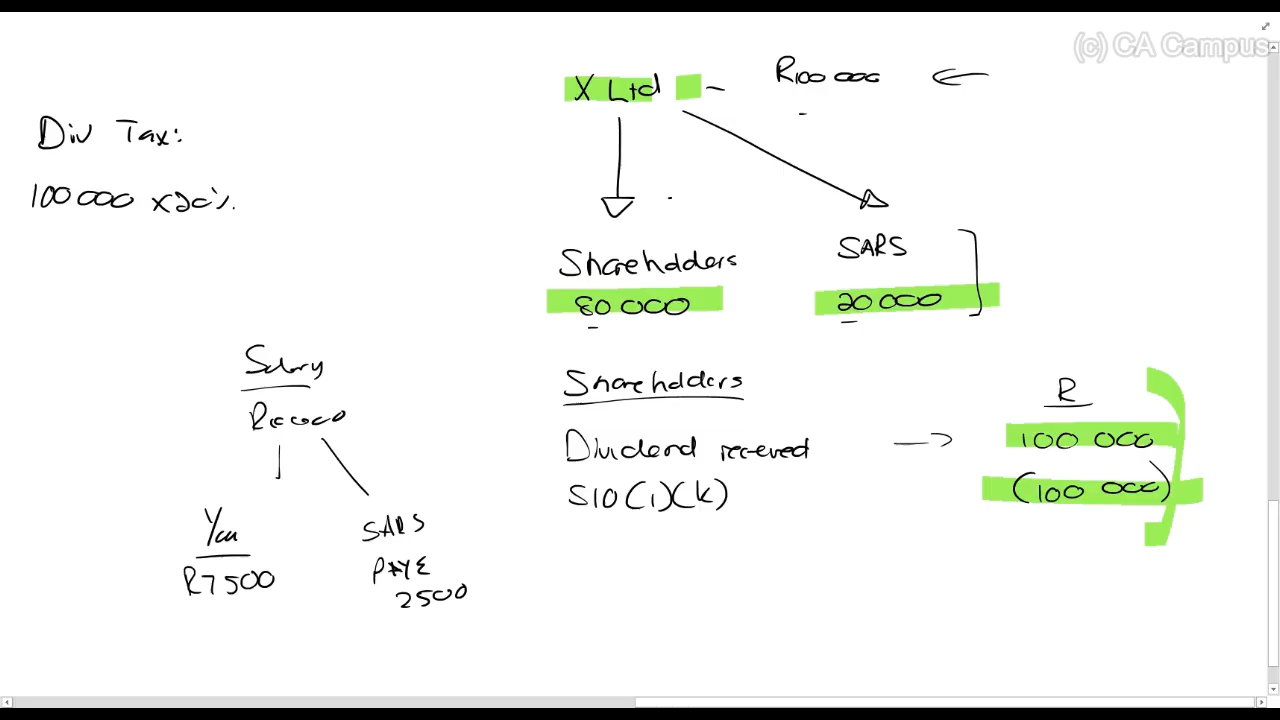 (c) CA Campus
X Ltd - R100 000
Div Tax:
100 000 x 20%.
Shareholders
80 000
SARS
20 000
Salary
R10 000
You
R7 500
SARS
PAYE
2500
Shareholders
R
Dividend received → 100 000
S10(1)(k) (100 000)